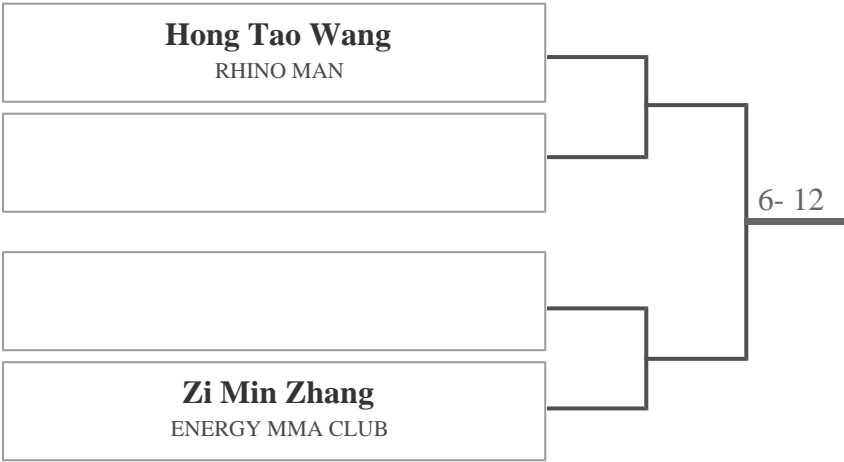 Hong Tao Wang
RHINO MAN
6- 12
Zi Min Zhang
ENERGY MMA CLUB